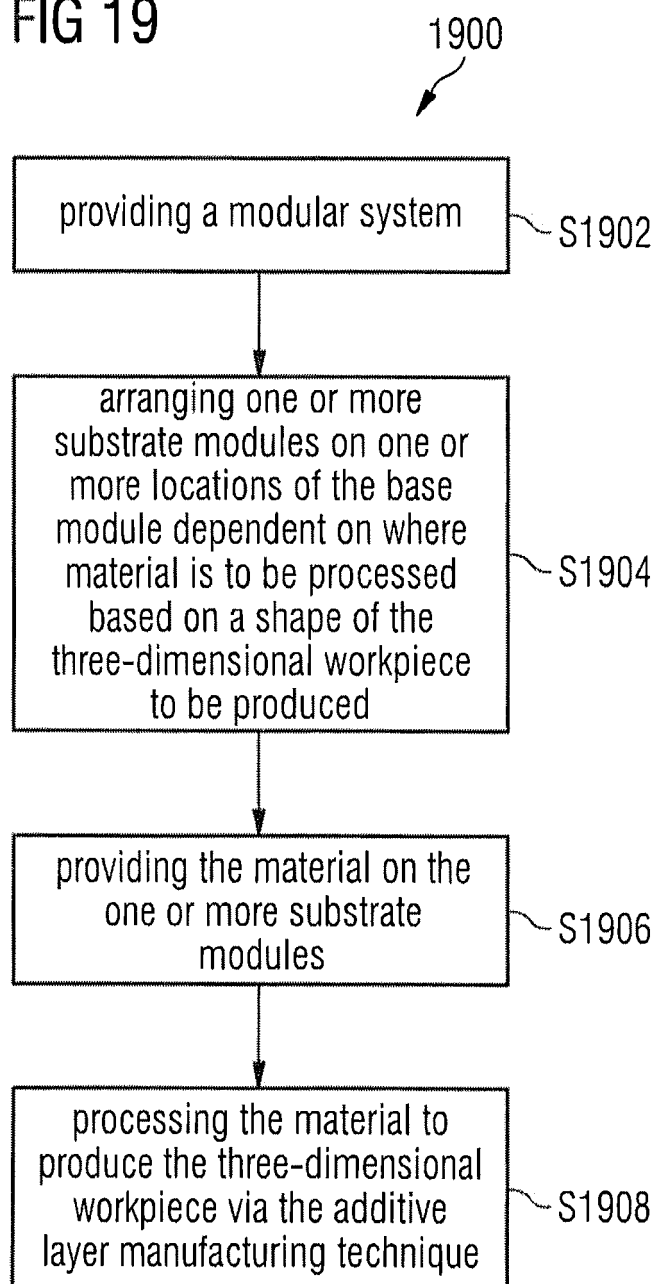 FIG 19
1900
providing a modular system
S1902
arranging one or more
substrate modules on one or
more locations of the base
module dependent on where
material is to be processed
based on a shape of the
three-dimensional workpiece
to be produced
S1904
providing the material on the
one or more substrate
modules
S1906
processing the material to
produce the three-dimensional
workpiece via the additive
layer manufacturing technique
S1908